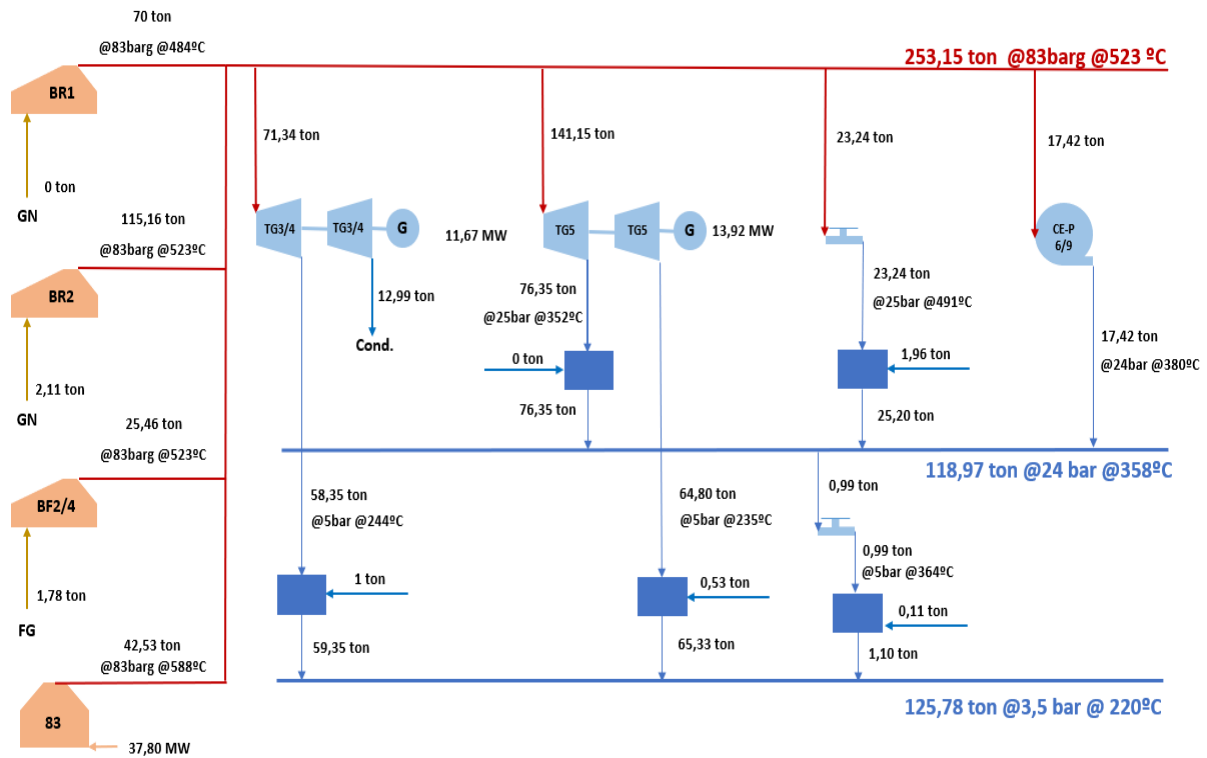 70 ton
@83barg @484ºC
253,15 ton @83barg @523 ºC
BR1
71,34 ton
141,15 ton
23,24 ton
17,42 ton
0 ton
GN
115,16 ton
@83barg @523ºC
TG3/4
TG3/4
G
11,67 MW
TG5
TG5
G
13,92 MW
CE-P
6/9
BR2
12,99 ton
Cond.
76,35 ton
@25bar @352ºC
23,24 ton
@25bar @491ºC
17,42 ton
@24bar @380ºC
0 ton
1,96 ton
2,11 ton
GN
76,35 ton
25,20 ton
25,46 ton
@83barg @523ºC
118,97 ton @24 bar @358ºC
BF2/4
58,35 ton
@5bar @244ºC
64,80 ton
@5bar @235ºC
0,99 ton
0,99 ton
@5bar @364ºC
1,78 ton
FG
1 ton
0,53 ton
0,11 ton
42,53 ton
@83barg @588ºC
59,35 ton
65,33 ton
1,10 ton
125,78 ton @3,5 bar @ 220ºC
83
37,80 MW